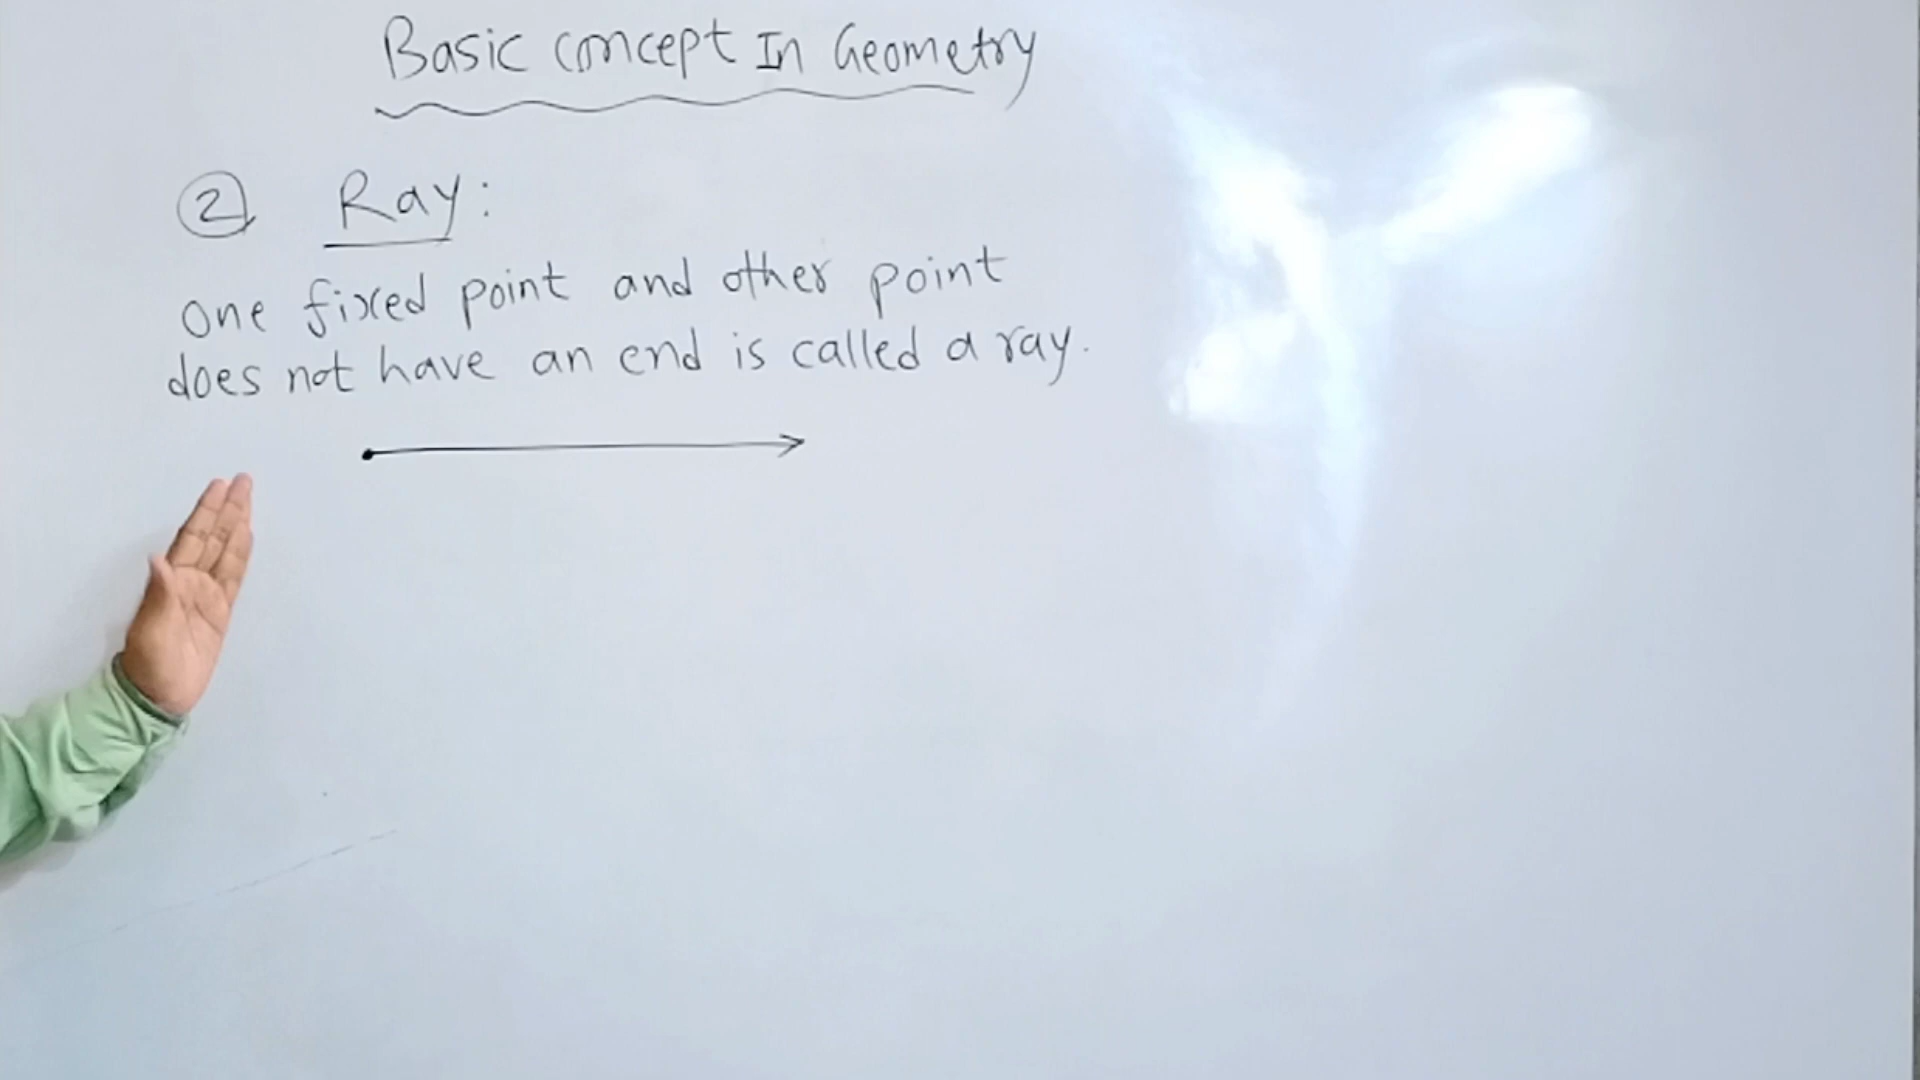 Basic concept In Geometry
② Ray:
One fixed point and other point
does not have an end is called a ray.